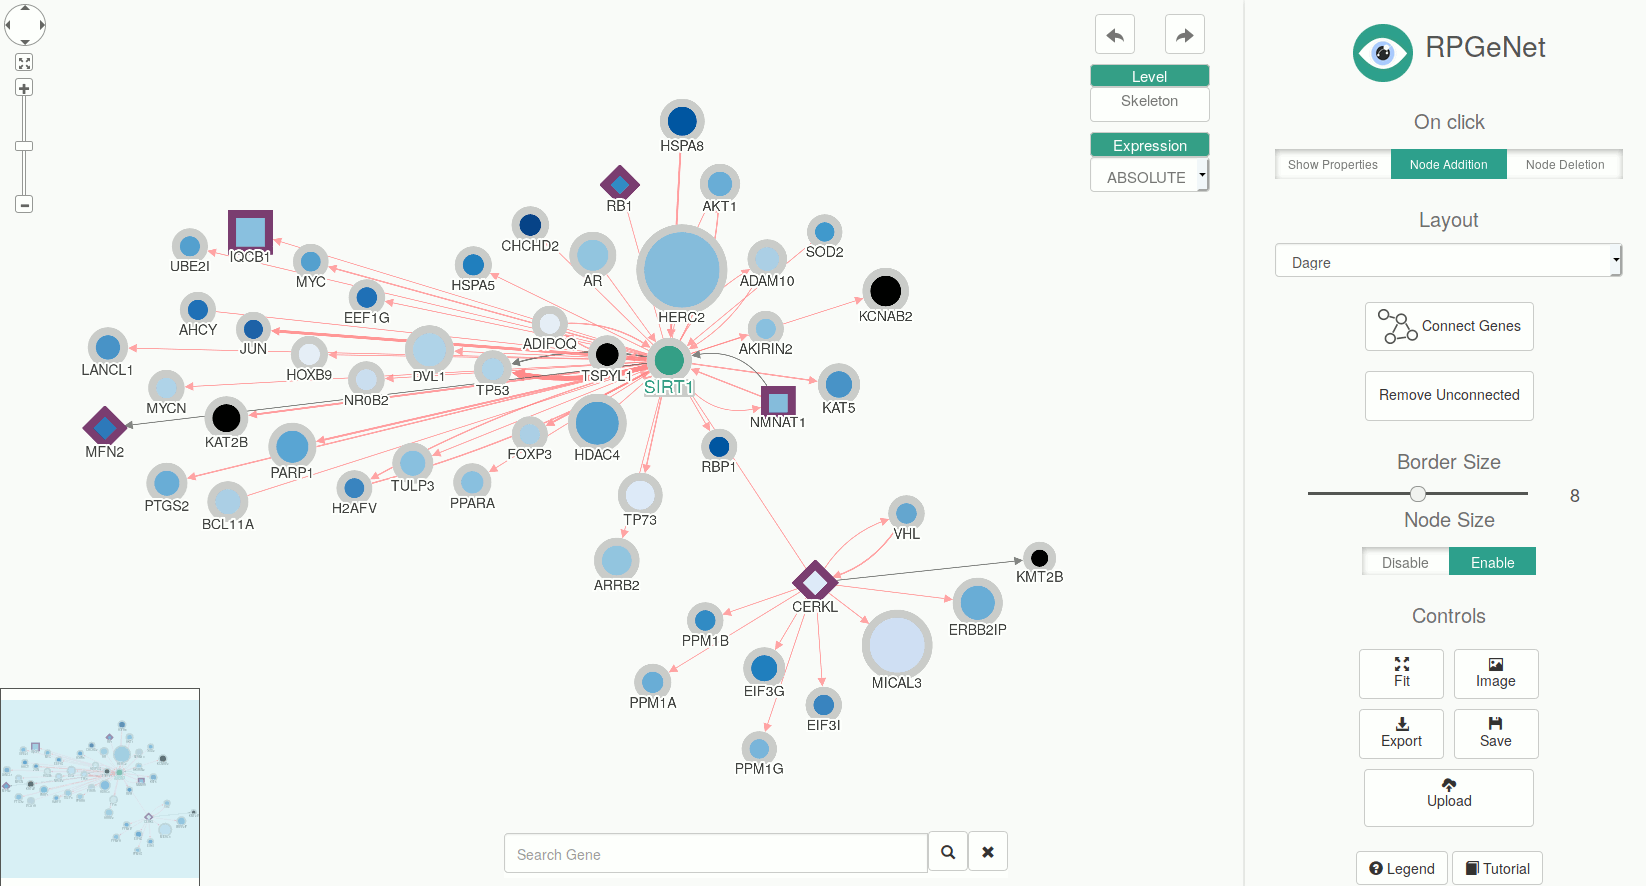 Level
Skeleton
Expression
ABSOLUTE
HSPA8
RB1
AKT1
CHCHD2
SOD2
IQCB1
UBE2I
MYC
HSPA5
AR
ADAM10
HERC2
KCNAB2
EEF1G
AHCY
JUN
ADIPOQ
AKIRIN2
LANCL1
HOXB9
DVL1
TSPYL1
SIRT1
TP53
NR0B2
MYCN
KAT5
NMNAT1
KAT2B
MFN2
FOXP3
HDAC4
RBP1
PARP1
TULP3
PTGS2
H2AFV
PPARA
BCL11A
TP73
VHL
ARRB2
KMT2B
CERKL
ERBB2IP
PPM1B
MICAL3
EIF3G
PPM1A
EIF3I
PPM1G
Search Gene
RPGeNet
On click
Show Properties
Node Addition
Node Deletion
Layout
Dagre
Connect Genes
Remove Unconnected
Border Size
8
Node Size
Disable
Enable
Controls
Fit
Image
Export
Save
Upload
Legend
Tutorial